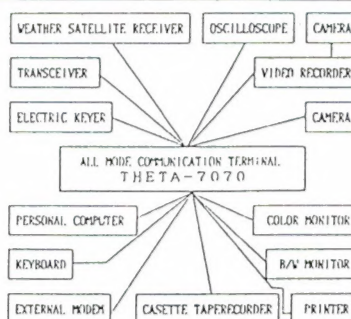 WEATHER SATELLITE RECEIVER
OSCILLOSCOPE
CAMERA
TRANSCEIVER
VIDEO RECORDER
ELECTRIC KEYER
CAMERA
ALL MODE COMMUNICATION TERMINAL
THETA-7070
PERSONAL COMPUTER
COLOR MONITOR
KEYBOARD
B/W MONITOR
EXTERNAL MODEM
CASETTE TAPERECORDER
PRINTER